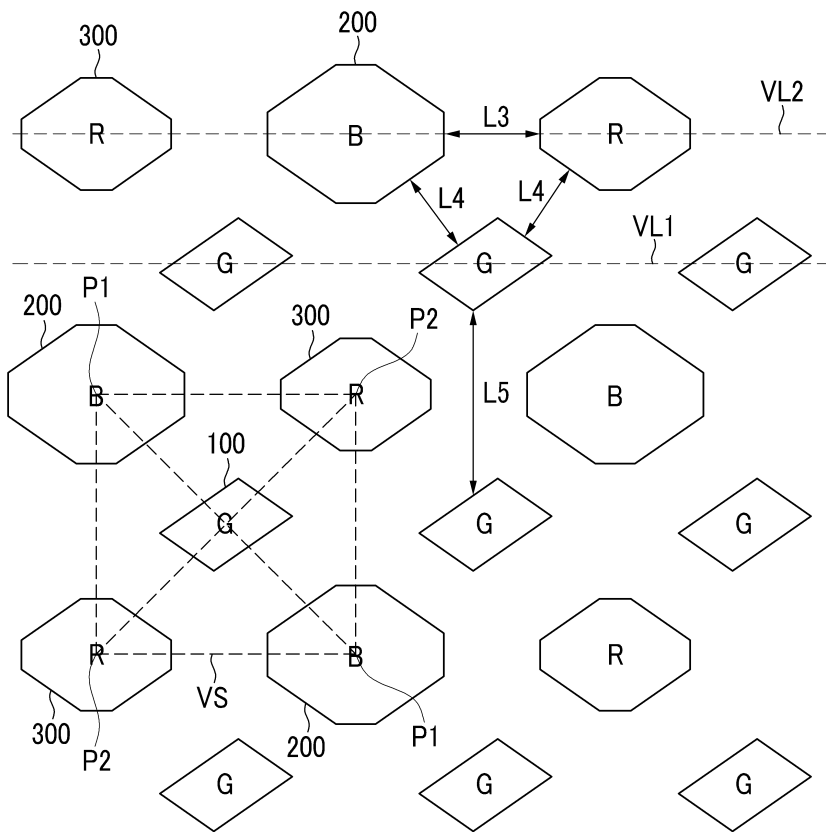 300 200
R B L3 R VL2
L4 L4
G G VL1 G
P1
200 300 P2
B R L5 B
100
G G G
R VS B R
300 P2 200 P1
G G G